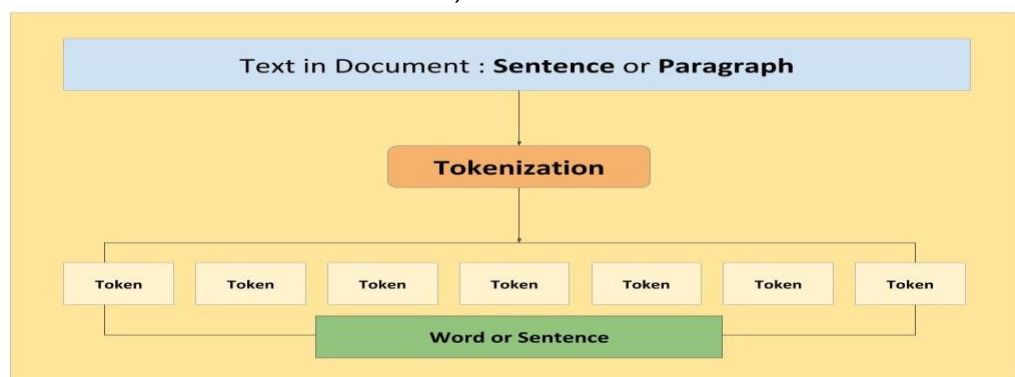 Text in Document : Sentence or Paragraph
Tokenization
Token Token Token Token Token Token Token
Word or Sentence